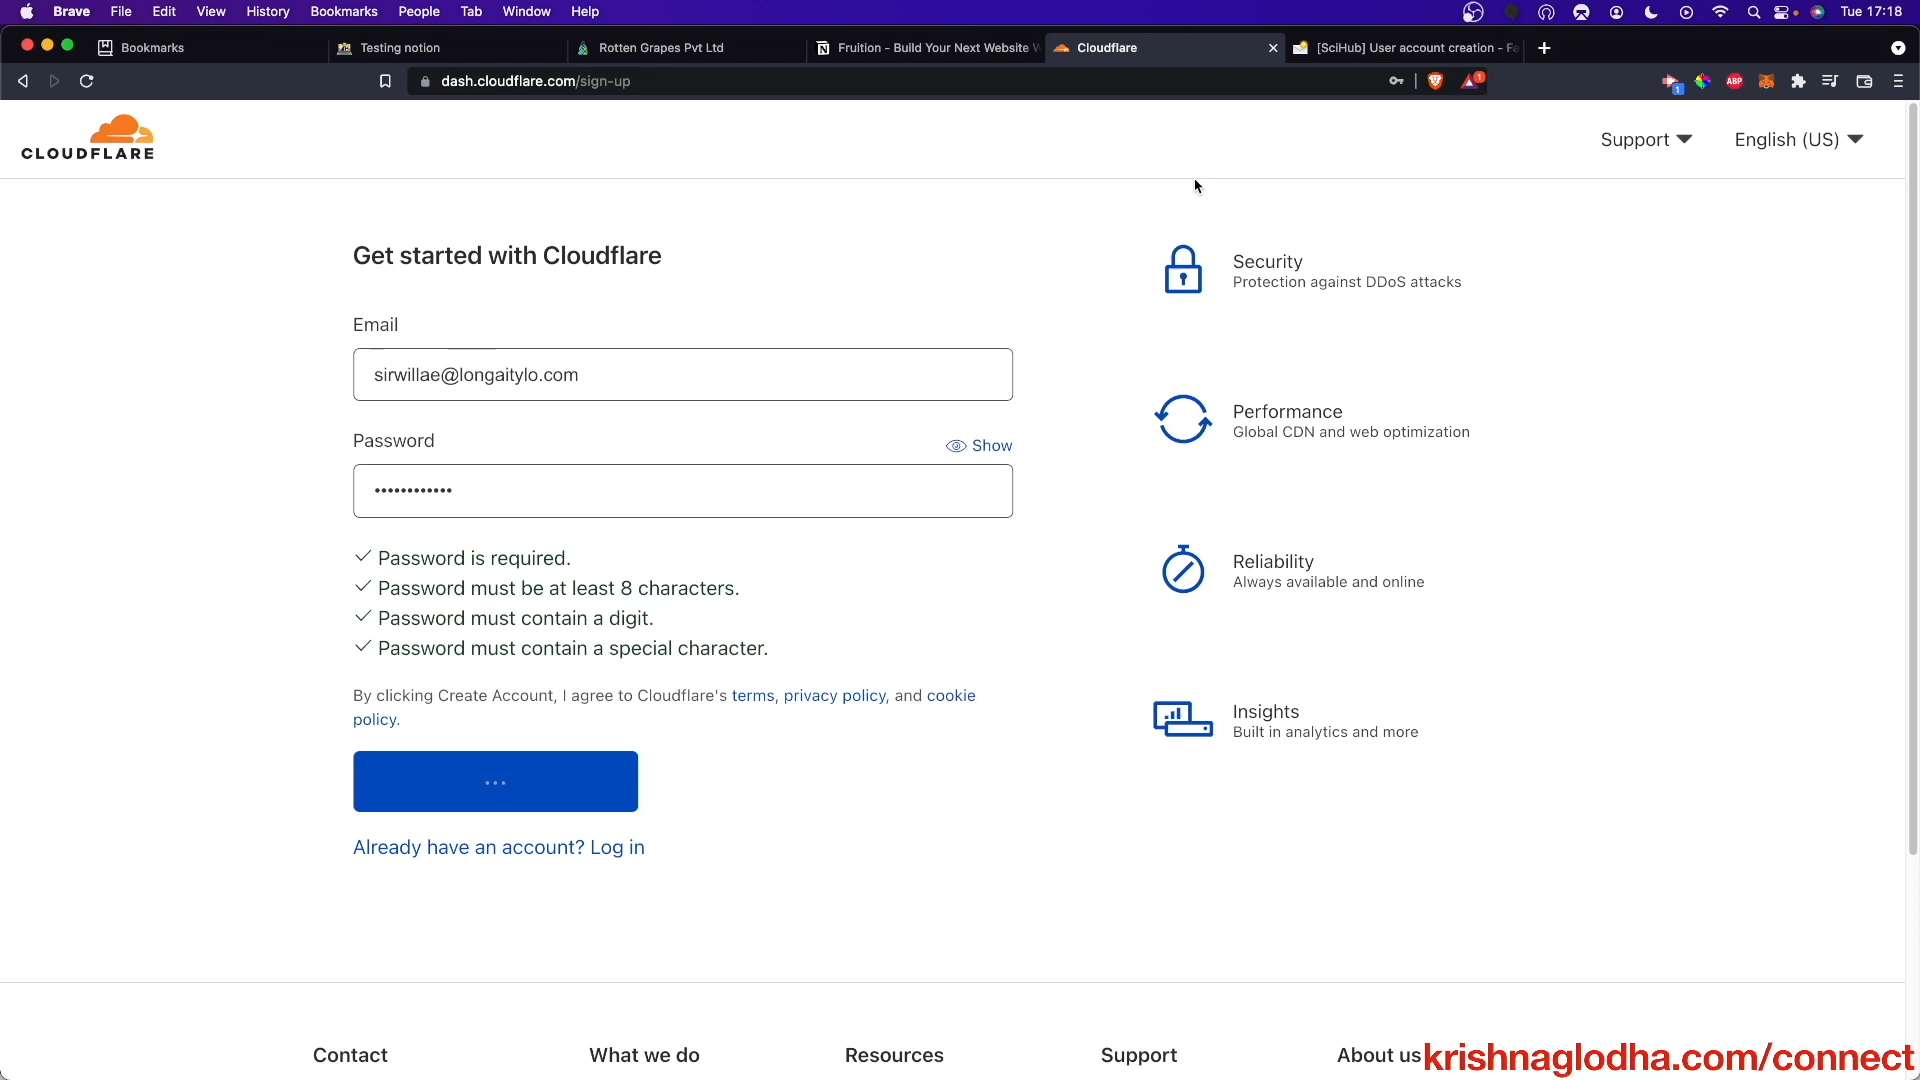 Brave File Edit View History Bookmarks People Tab Window Help Tue 17:18
Bookmarks Testing notion Rotten Grapes Pvt Ltd Fruition - Build Your Next Website Cloudflare [SciHub] User account creation - Fa
dash.cloudflare.com/sign-up 1 1 ABP
CLOUDFLARE
Support English (US)
Get started with Cloudflare
Email
sirwillae@longaitylo.com
Password
Show
••••••••••••
Password is required.
Password must be at least 8 characters.
Password must contain a digit.
Password must contain a special character.
By clicking Create Account, I agree to Cloudflare's terms, privacy policy, and cookie
policy.
...
Already have an account? Log in
Security
Protection against DDoS attacks
Performance
Global CDN and web optimization
Reliability
Always available and online
Insights
Built in analytics and more
Contact What we do Resources Support About us
krishnaglodha.com/connect